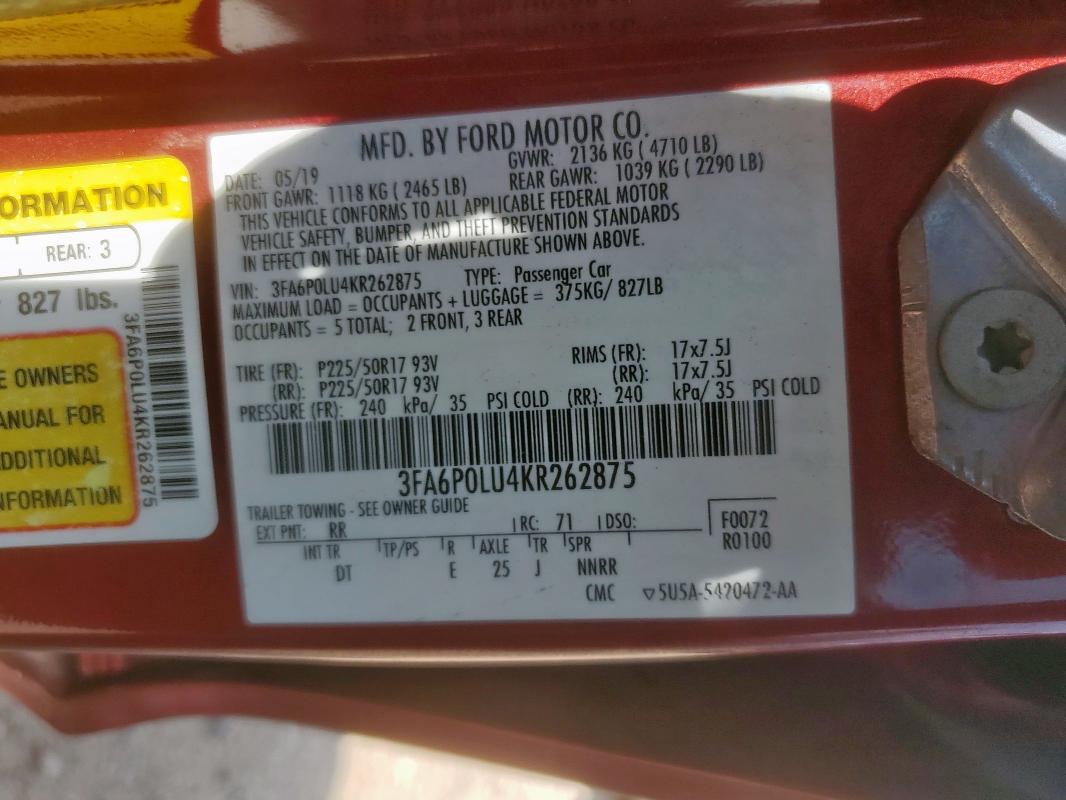 ORMATION
REAR: 3
827 lbs.
E OWNERS
ANUAL FOR
ADDITIONAL
NFORMATION
3FA6P0LU4KR262875
MFD. BY FORD MOTOR CO.
DATE: 05/19 GVWR: 2136 KG ( 4710 LB)
FRONT GAWR: 1118 KG ( 2465 LB) REAR GAWR: 1039 KG ( 2290 LB)
THIS VEHICLE CONFORMS TO ALL APPLICABLE FEDERAL MOTOR
VEHICLE SAFETY, BUMPER, AND THEFT PREVENTION STANDARDS
IN EFFECT ON THE DATE OF MANUFACTURE SHOWN ABOVE.
VIN: 3FA6P0LU4KR262875 TYPE: Passenger Car
MAXIMUM LOAD = OCCUPANTS + LUGGAGE = 375KG/ 827LB
OCCUPANTS = 5 TOTAL; 2 FRONT, 3 REAR
TIRE (FR): P225/50R17 93V RIMS (FR): 17x7.5J
(RR): P225/50R17 93V (RR): 17x7.5J
PRESSURE (FR): 240 kPa/ 35 PSI COLD (RR): 240 kPa/ 35 PSI COLD
3FA6P0LU4KR262875
TRAILER TOWING - SEE OWNER GUIDE
EXT PNT: RR RC: 71 DSO: F0072
R0100
INT TR TP/PS R AXLE TR SPR
DT E 25 J NNRR
CMC ▽5U5A-5420472-AA